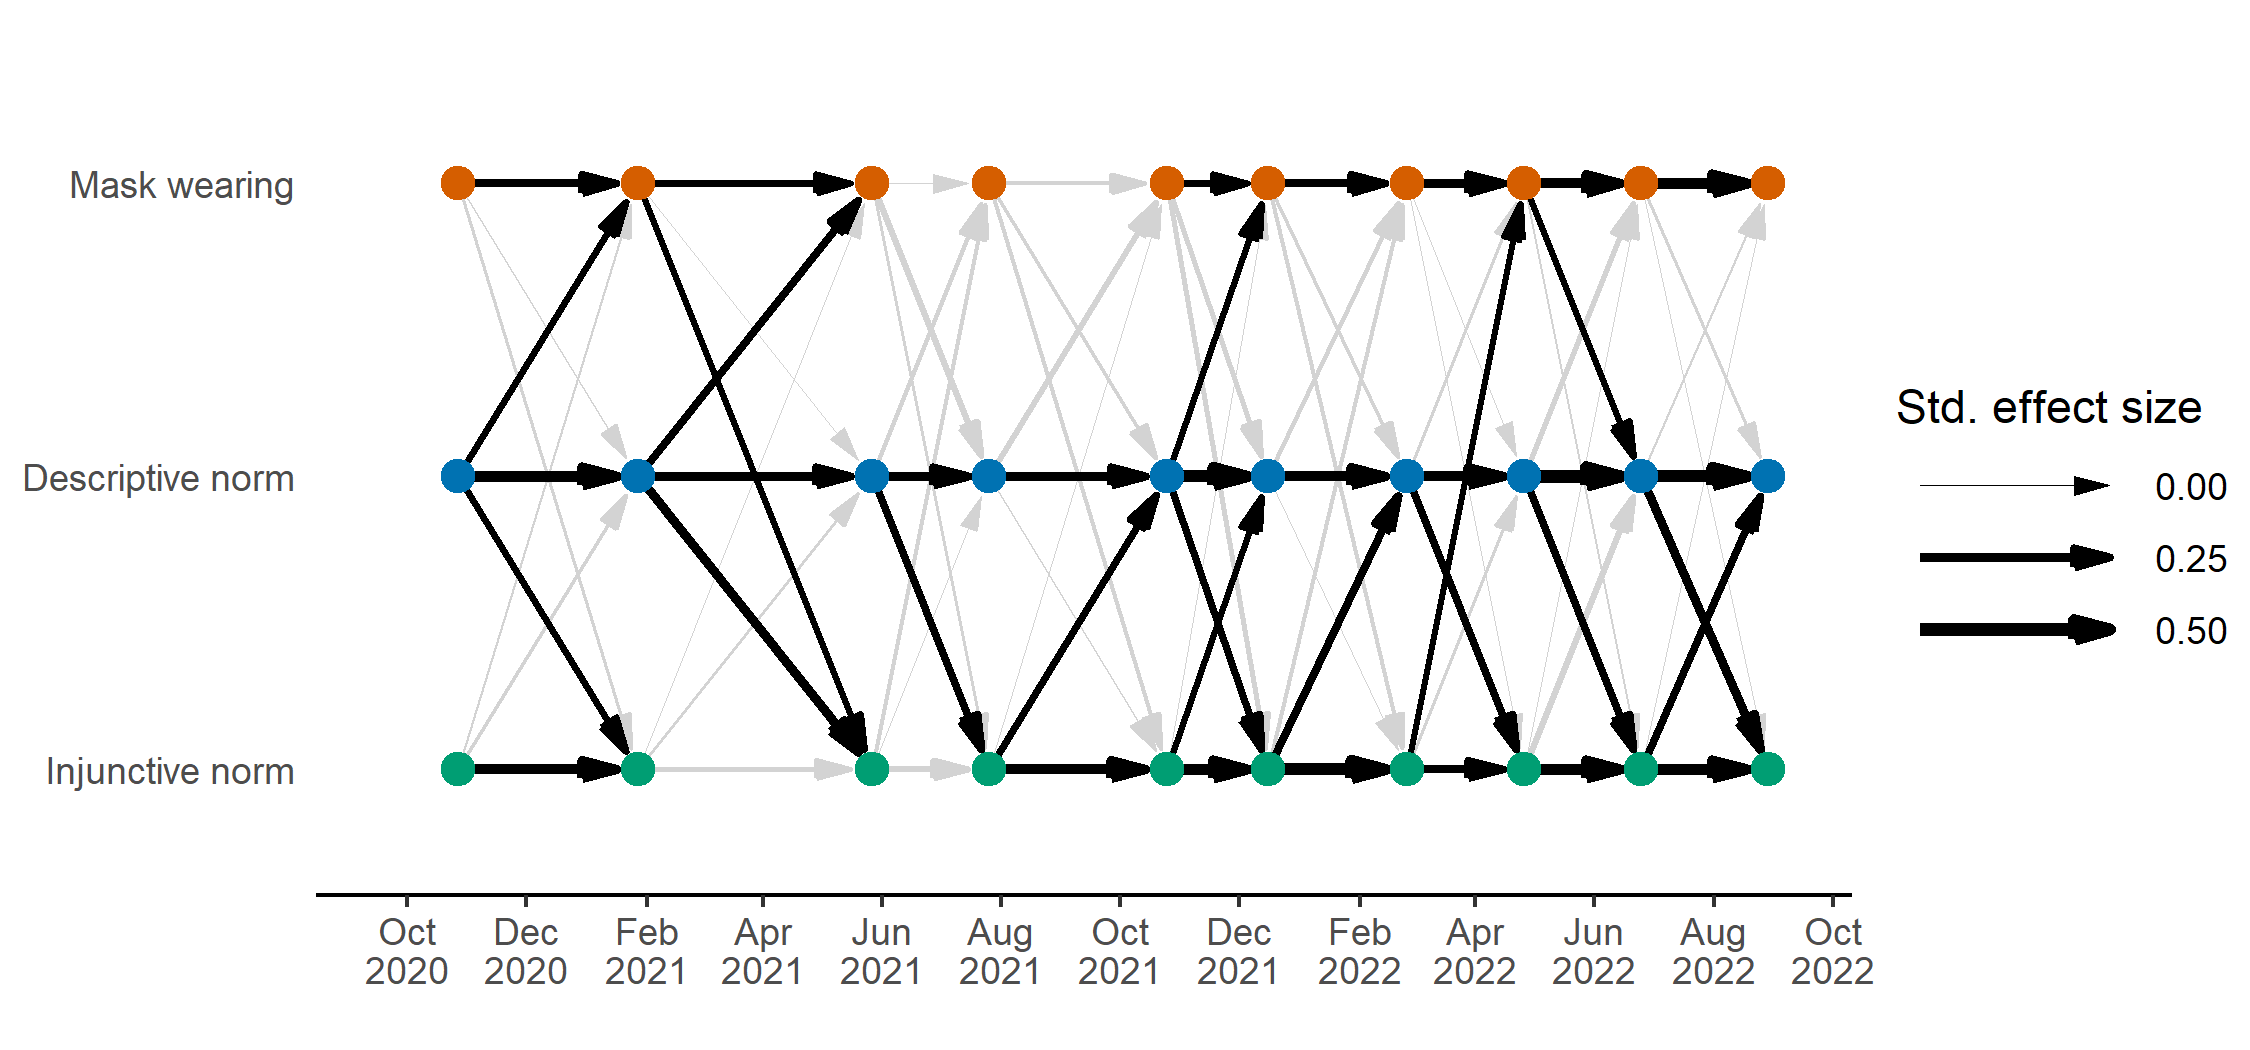 Mask wearing
Descriptive norm
Injunctive norm
Std. effect size
0.00
0.25
0.50
Oct Dec Feb Apr Jun Aug Oct Dec Feb Apr Jun Aug Oct
2020 2020 2021 2021 2021 2021 2021 2021 2022 2022 2022 2022 2022